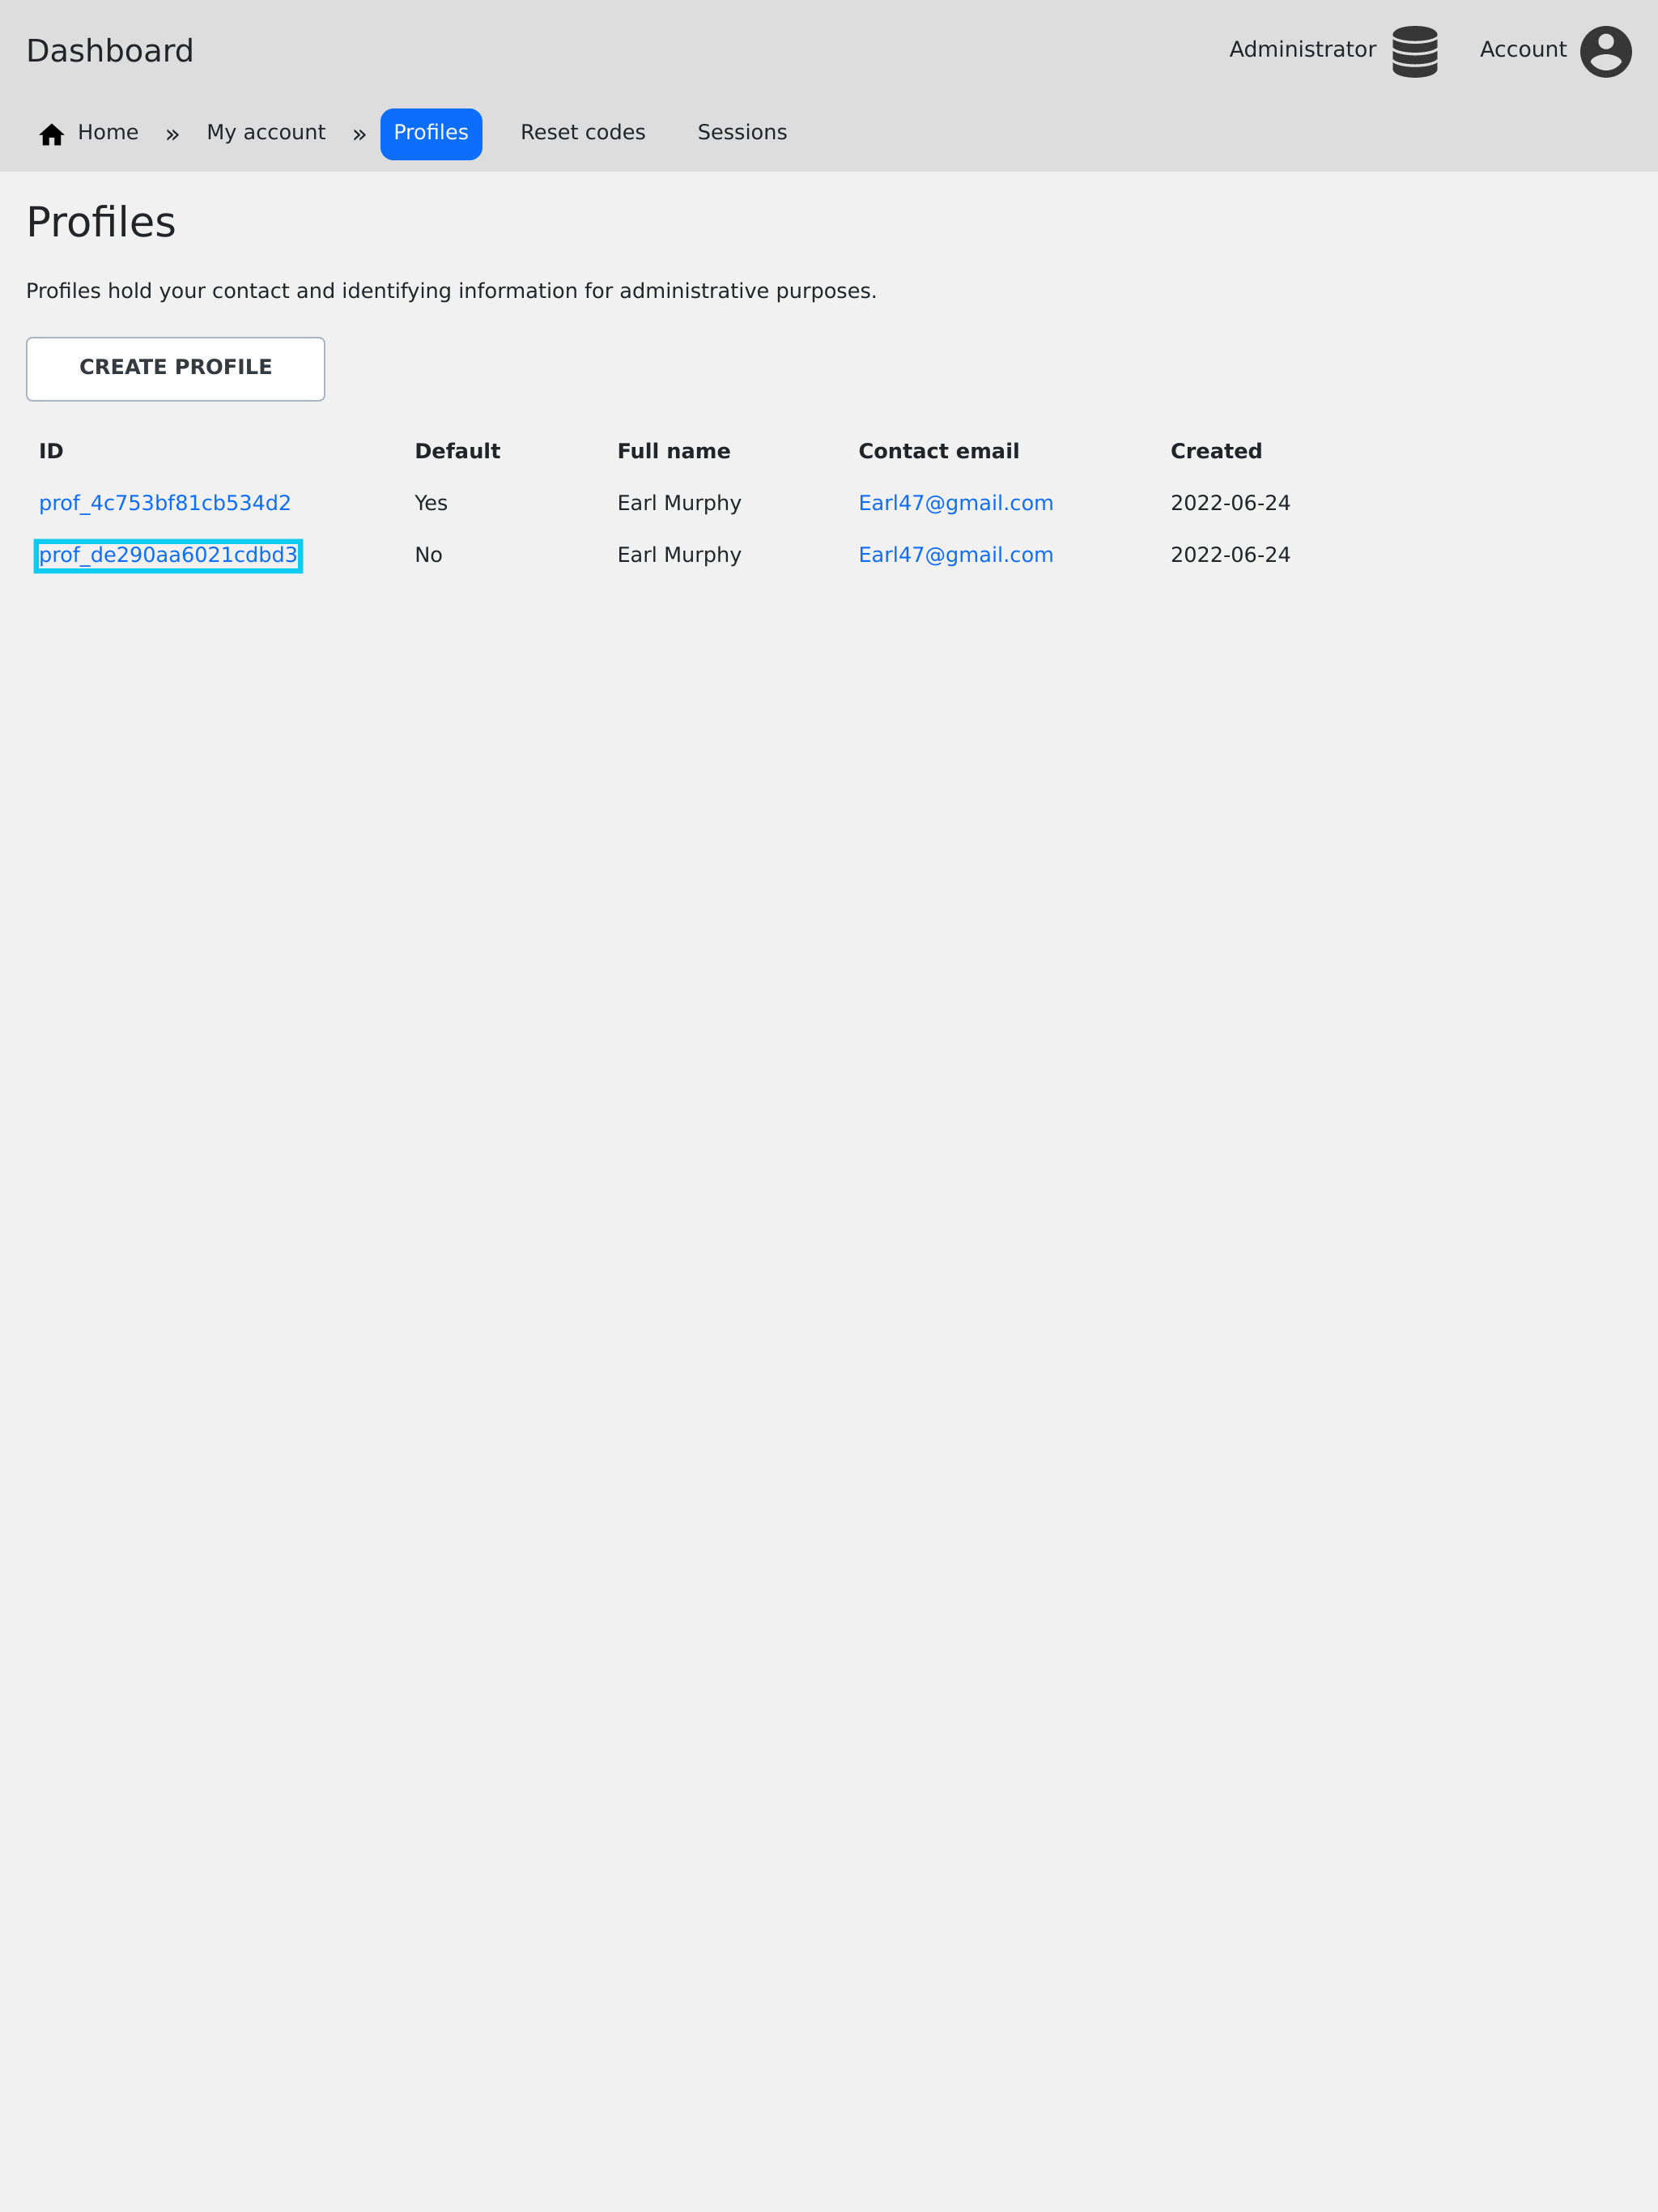 Dashboard
Administrator
Account
Home » My account » Profiles Reset codes Sessions
Profiles
Profiles hold your contact and identifying information for administrative purposes.
CREATE PROFILE
ID Default Full name Contact email Created
prof_4c753bf81cb534d2 Yes Earl Murphy Earl47@gmail.com 2022-06-24
prof_de290aa6021cdbd3 No Earl Murphy Earl47@gmail.com 2022-06-24